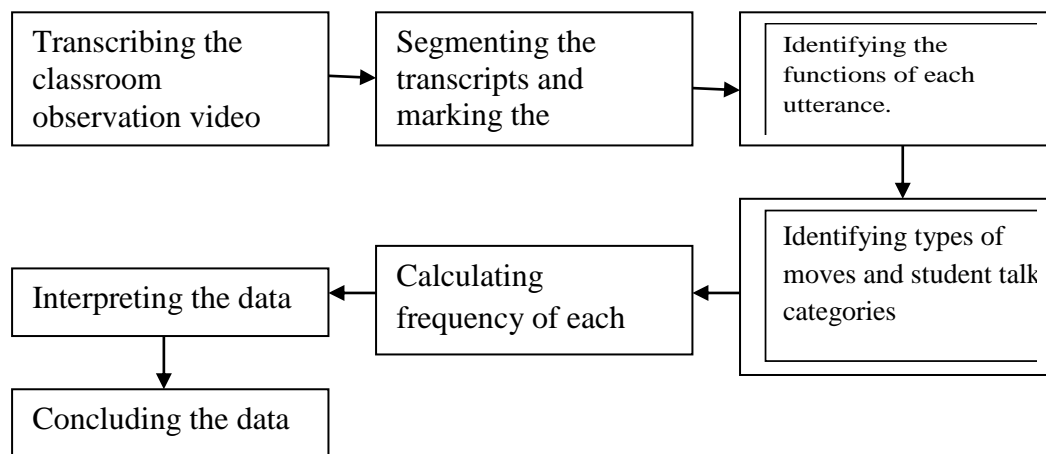 Transcribing the
classroom
observation video
Segmenting the
transcripts and
marking the
Identifying the
functions of each
utterance.
Identifying types of
moves and student talk
categories
Calculating
frequency of each
Interpreting the data
Concluding the data